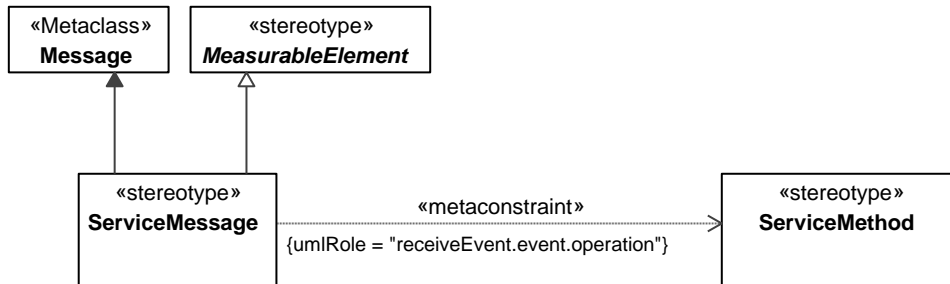 «Metaclass»
Message
«stereotype»
MeasurableElement
«stereotype»
ServiceMessage
«metaconstraint»
{umlRole = "receiveEvent.event.operation"}
«stereotype»
ServiceMethod